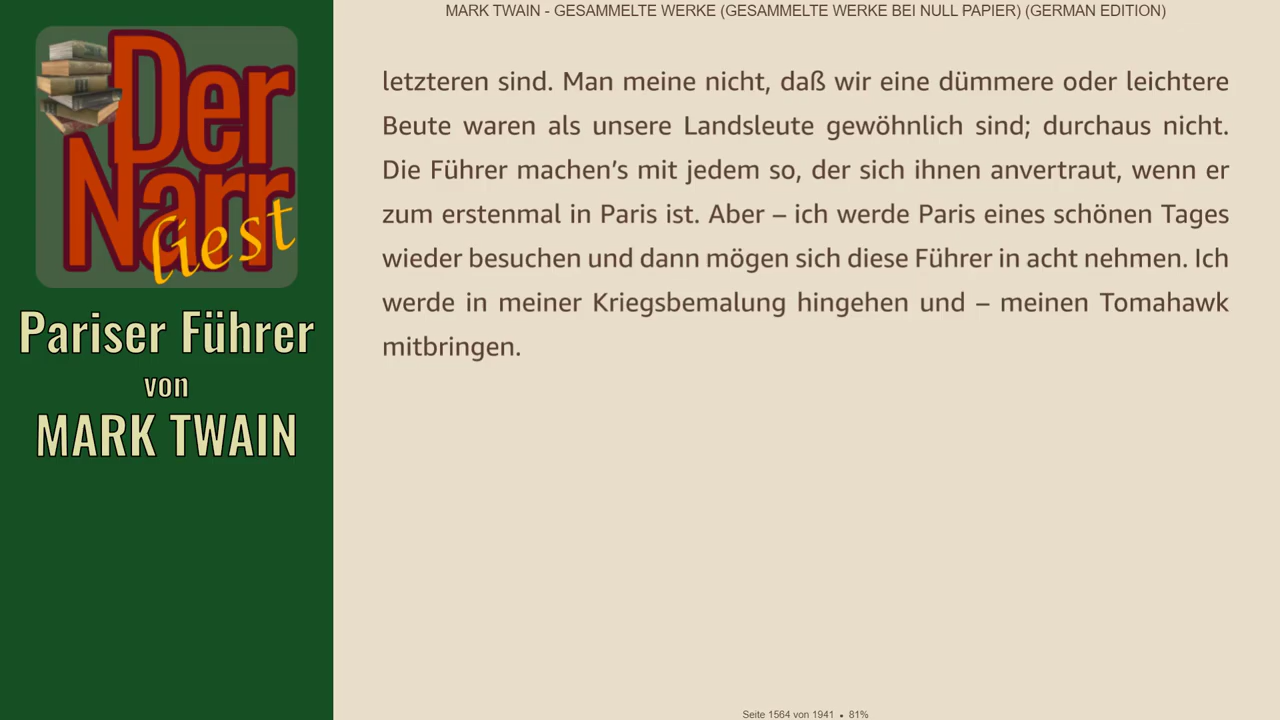 MARK TWAIN - GESAMMELTE WERKE (GESAMMELTE WERKE BEI NULL PAPIER) (GERMAN EDITION)
Der
Narr
liest
Pariser Führer
von
MARK TWAIN
letzteren sind. Man meine nicht, daß wir eine dümmere oder leichtere
Beute waren als unsere Landsleute gewöhnlich sind; durchaus nicht.
Die Führer machen’s mit jedem so, der sich ihnen anvertraut, wenn er
zum erstenmal in Paris ist. Aber – ich werde Paris eines schönen Tages
wieder besuchen und dann mögen sich diese Führer in acht nehmen. Ich
werde in meiner Kriegsbemalung hingehen und – meinen Tomahawk
mitbringen.
Seite 1564 von 1941 • 81%